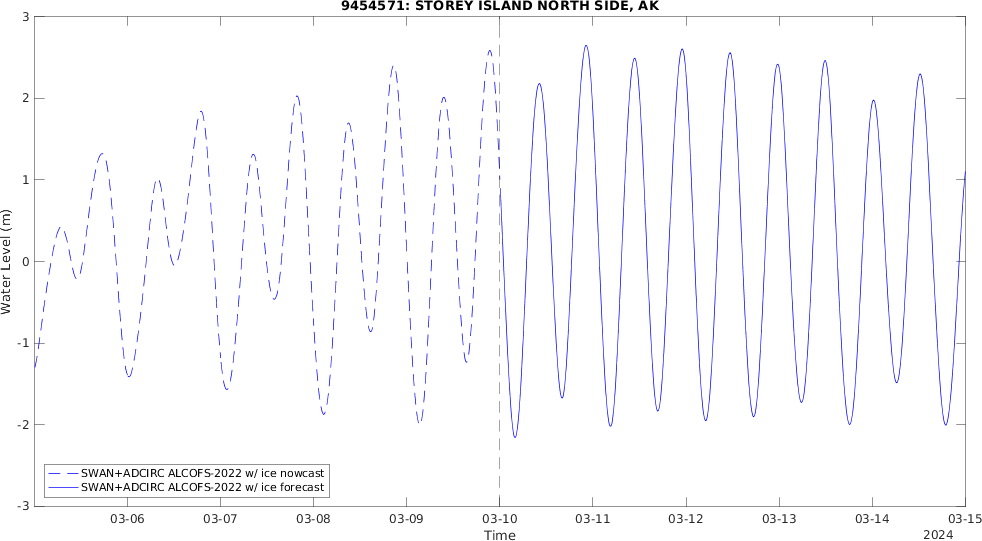 9454571: STOREY ISLAND NORTH SIDE, AK
3
2
1
0
-1
-2
-3
Water Level (m)
SWAN+ADCIRC ALCOFS-2022 w/ ice nowcast
SWAN+ADCIRC ALCOFS-2022 w/ ice forecast
03-06 03-07 03-08 03-09 03-10 03-11 03-12 03-13 03-14 03-15
Time
2024